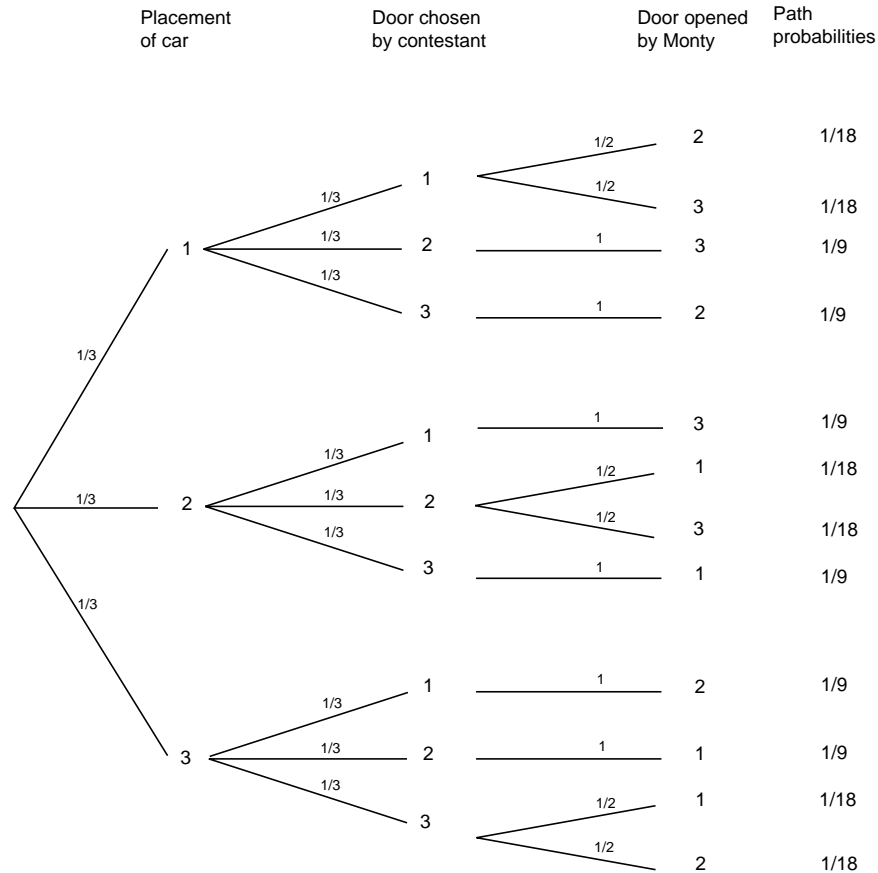 Placement of car
Door chosen by contestant
Door opened by Monty
Path probabilities
1/2 2 1/18
1/3 1
1/2 3 1/18
1 1/3 2 1 3 1/9
1/3 3 1 2 1/9
1/3
1 1 3 1/9
1/3 1/2 1 1/18
1/3 2 1/3 2
1/2 3 1/18
1/3 3 1 1 1/9
1/3
1/3 1 1 2 1/9
3 1/3 2 1 1 1/9
1/3 3 1/2 1 1/18
1/2 2 1/18